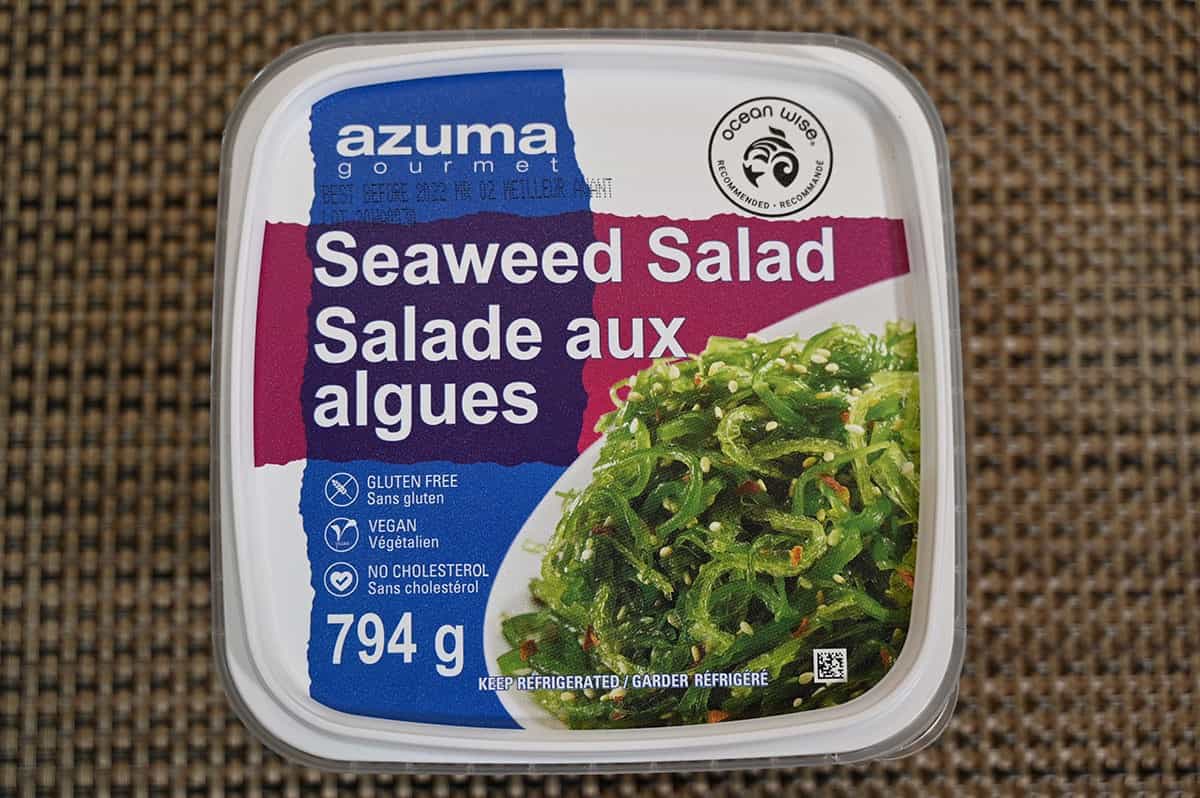 azuma
gourmet
OCEAN WISE®
RECOMMENDED • RECOMMANDÉ
BEST BEFORE 2022 MR 02 MEILLEUR AVANT
LOT
Seaweed Salad
Salade aux
algues
GLUTEN FREE
Sans gluten
VEGAN
Végétalien
NO CHOLESTEROL
Sans cholestérol
794 g
KEEP REFRIGERATED / GARDER RÉFRIGÉRÉ